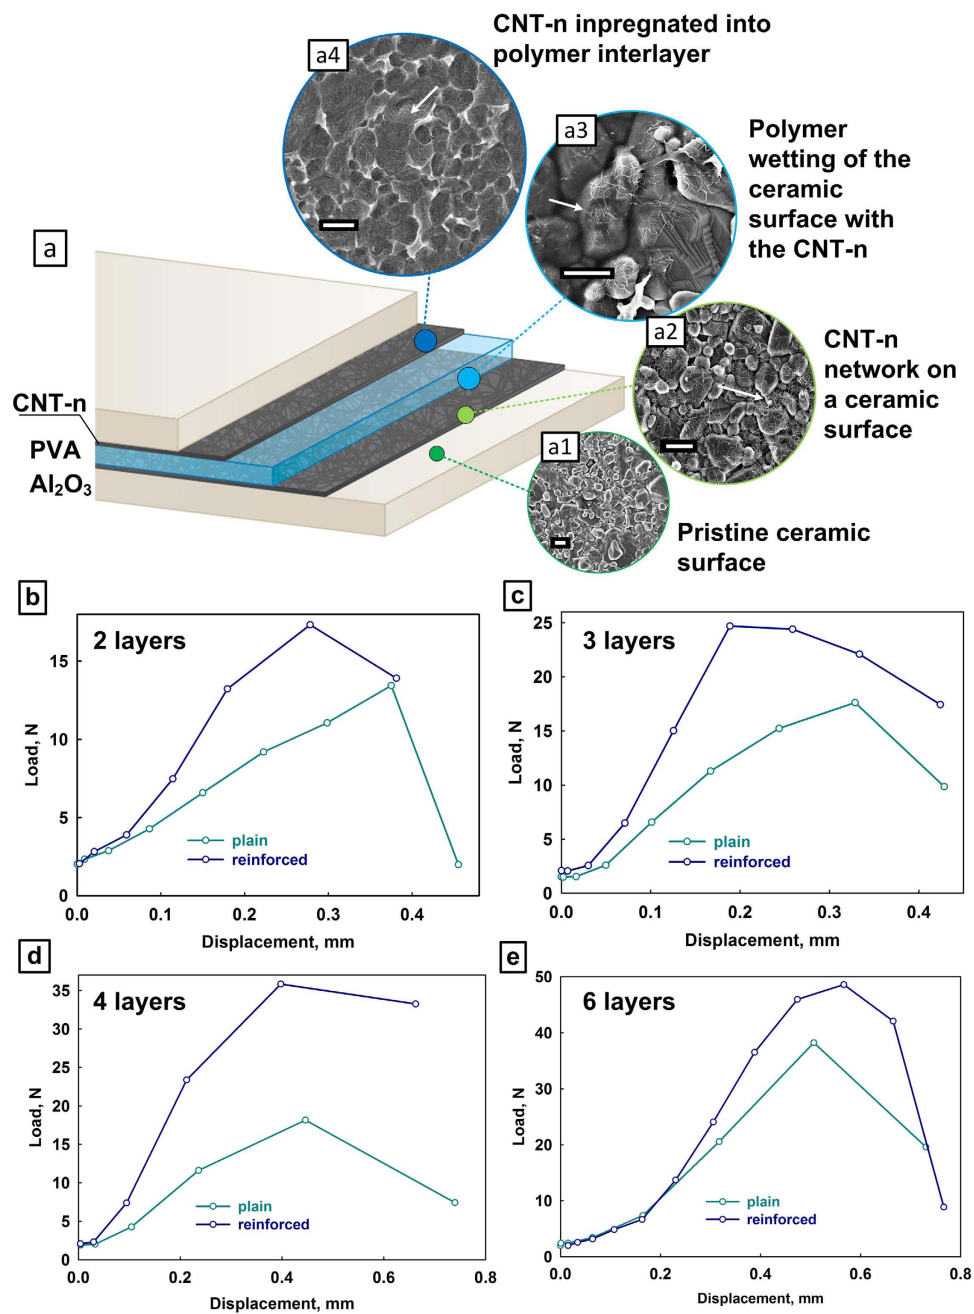 CNT-n inpregnated into
polymer interlayer
a4
a3
Polymer
wetting of the
ceramic
surface with
the CNT-n
a
a2
CNT-n
network on
a ceramic
surface
CNT-n
PVA
Al₂O₃
a1
Pristine ceramic
surface
b
2 layers
15
10
5
0
Load, N
plain
reinforced
0.0 0.1 0.2 0.3 0.4
Displacement, mm
c
3 layers
25
20
15
10
5
0
Load, N
plain
reinforced
0.0 0.1 0.2 0.3 0.4
Displacement, mm
d
4 layers
35
30
25
20
15
10
5
0
Load, N
plain
reinforced
0.0 0.2 0.4 0.6 0.8
Displacement, mm
e
6 layers
50
40
30
20
10
0
Load, N
plain
reinforced
0.0 0.2 0.4 0.6 0.8
Displacement, mm